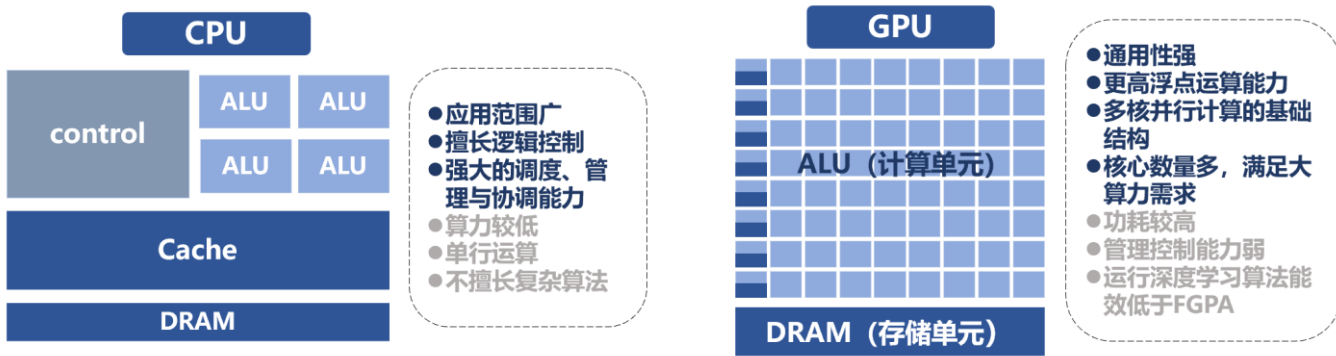 CPU
control
ALU
ALU
ALU
ALU
Cache
DRAM
●应用范围广
●擅长逻辑控制
●强大的调度、管
理与协调能力
●算力较低
●单行运算
●不擅长复杂算法
GPU
ALU（计算单元）
DRAM（存储单元）
●通用性强
●更高浮点运算能力
●多核并行计算的基础
结构
●核心数量多，满足大
算力需求
●功耗较高
●管理控制能力弱
●运行深度学习算法能
效低于FGPA